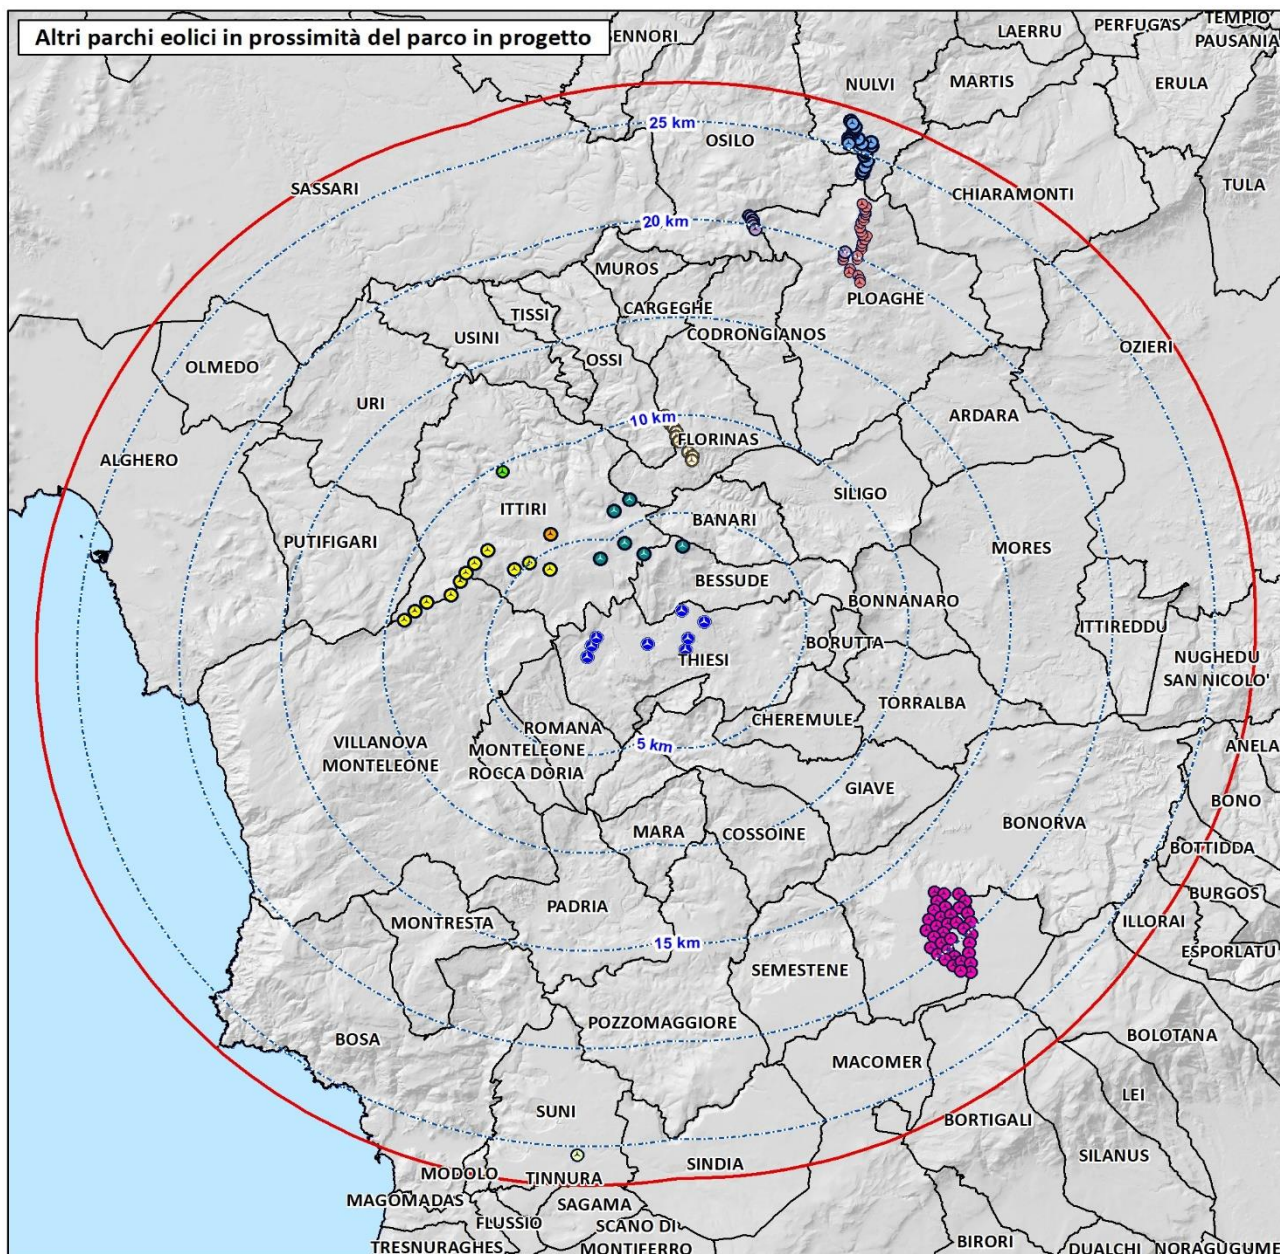 Altri parchi eolici in prossimità del parco in progetto
SENNORI
LAERRU
PERFUGAS
TEMPIO
PAUSANIA
NULVI
MARTIS
ERULA
25 km
OSILO
SASSARI
CHIARAMONTI
TULA
20 km
MUROS
CARGEGHE
PLOAGHE
TISSI
USINI
CODRONGIANOS
OZIERI
OSSI
OLMEDO
URI
ARDARA
10 km
FLORINAS
ALGHERO
SILIGO
ITTIRI
BANARI
PUTIFIGARI
MORES
BESSUDE
BONNANARO
ITTIREDDU
BORUTTA
THIESI
NUGHEDU
SAN NICOLO'
TORRALBA
CHEREMULE
ROMANA
VILLANOVA
MONTELEONE
MONTELEONE
ROCCA DORIA
5 km
ANELA
GIAVE
BONO
MARA
COSSOINE
BONORVA
BOTTIDDA
BURGOS
PADRIA
MONTRESTA
ILLORAI
15 km
ESPORLATU
SEMESTENE
POZZOMAGGIORE
BOLOTANA
BOSA
MACOMER
LEI
SUNI
BORTIGALI
SILANUS
SINDIA
MODOLO
TINNURA
MAGOMADAS
SAGAMA
FLUSSIO
SCANO DI
MONTIFERRO
TRESNURAGHES
BIRORI
DUALCHI
NORAGUGUME